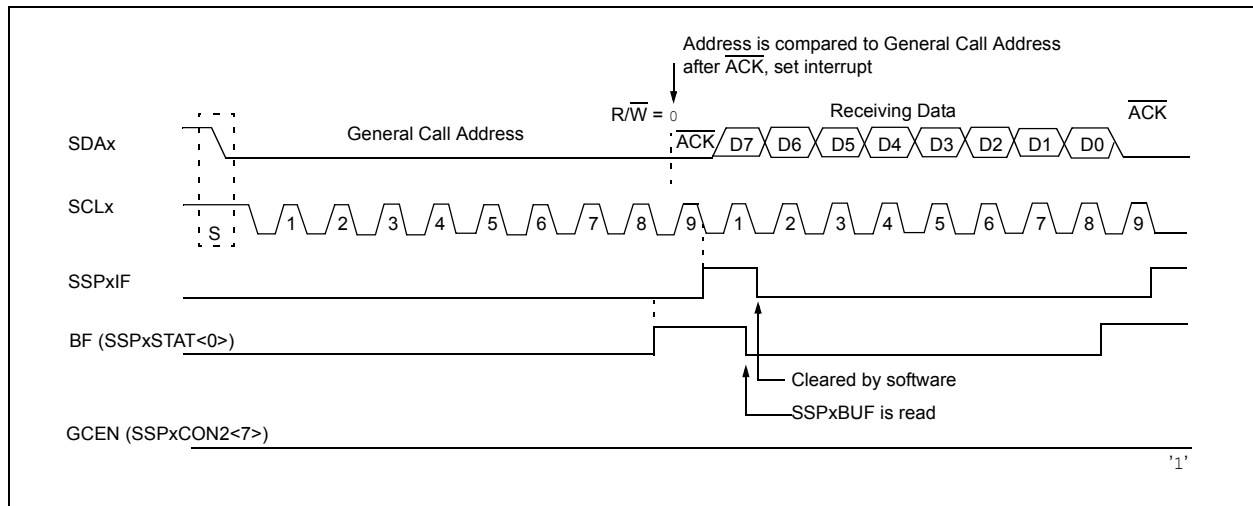 Address is compared to General Call Address
after ACK, set interrupt
R/W = 0
General Call Address
Receiving Data
ACK
SDAx
ACK
D7 D6 D5 D4 D3 D2 D1 D0
SCLx
S
1 2 3 4 5 6 7 8 9 1 2 3 4 5 6 7 8 9
SSPxIF
BF (SSPxSTAT<0>)
Cleared by software
SSPxBUF is read
GCEN (SSPxCON2<7>)
'1'